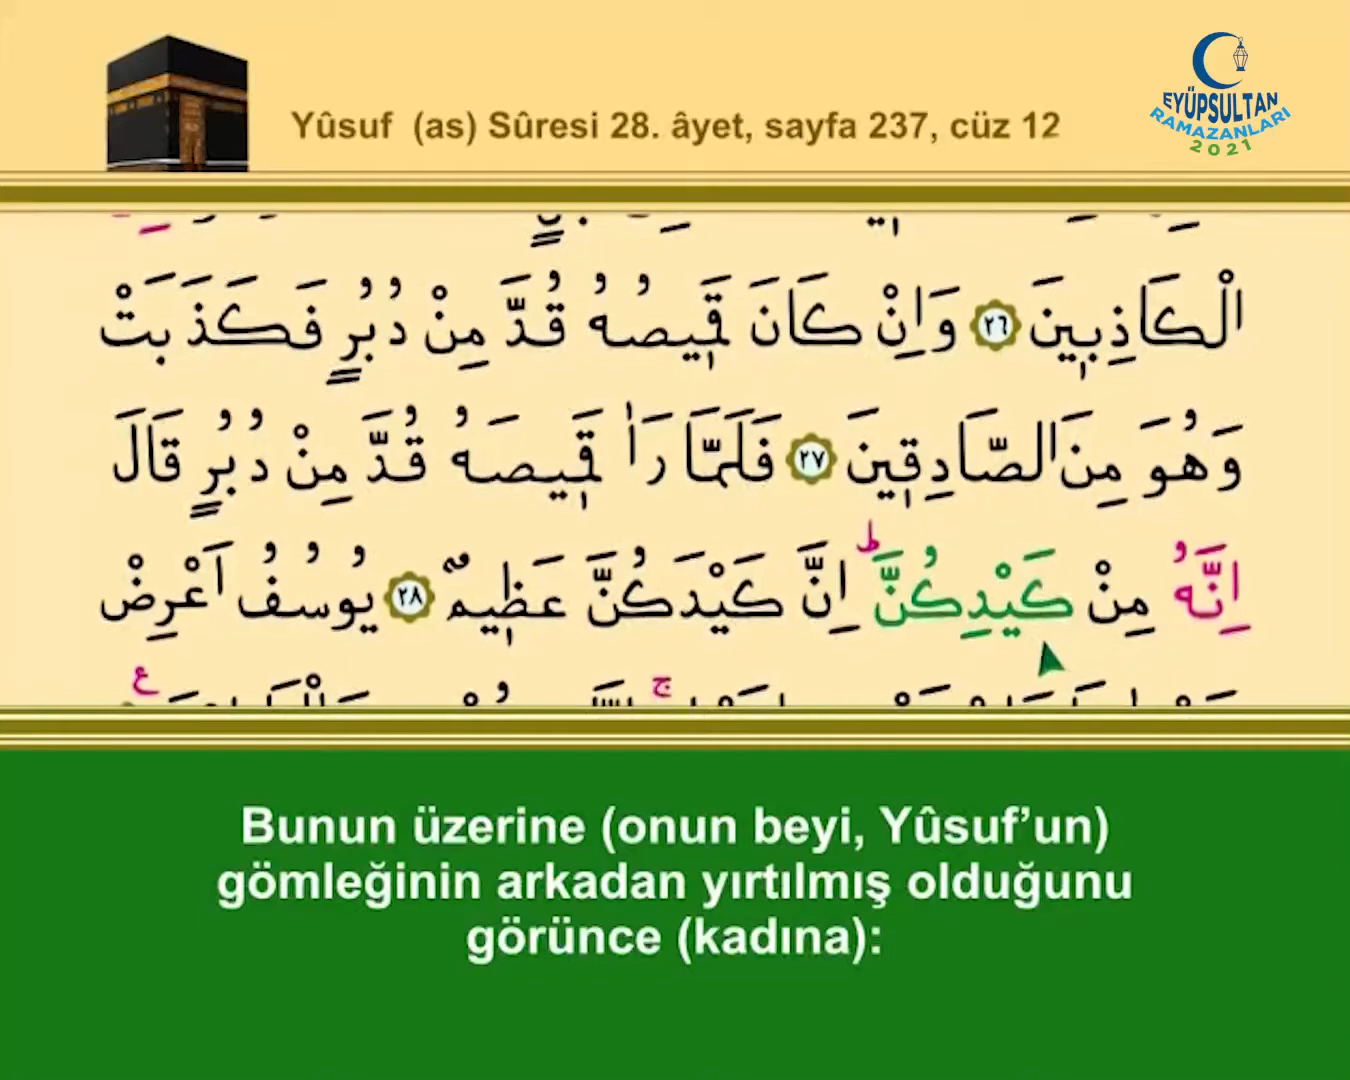 Yûsuf (as) Sûresi 28. âyet, sayfa 237, cüz 12
EYÜPSULTAN
RAMAZANLARI
2021
الْكَاذِبٖينَ ﴿٢٦﴾ وَاِنْ كَانَ قَمٖيصُهُ قُدَّ مِنْ دُبُرٍ فَكَذَبَتْ
وَهُوَ مِنَ الصَّادِقٖينَ ﴿٢٧﴾ فَلَمَّا رَاٰ قَمٖيصَهُ قُدَّ مِنْ دُبُرٍ قَالَ
اِنَّهُ مِنْ كَيْدِكُنَّؕ اِنَّ كَيْدَكُنَّ عَظٖيمٌ ﴿٢٨﴾ يُوسُفُ اَعْرِضْ
Bunun üzerine (onun beyi, Yûsuf’un)
gömleğinin arkadan yırtılmış olduğunu
görünce (kadına):